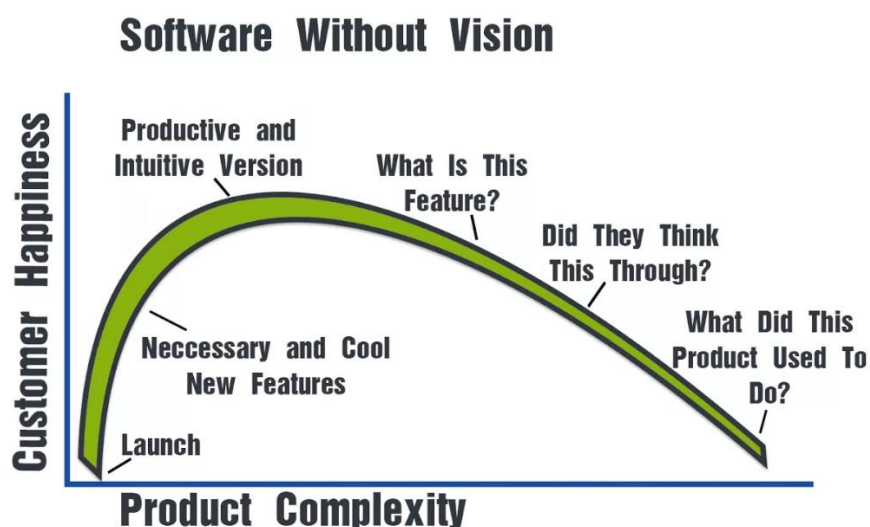 Software Without Vision
Customer Happiness
Productive and
Intuitive Version
What Is This
Feature?
Did They Think
This Through?
What Did This
Product Used To
Do?
Neccessary and Cool
New Features
Launch
Product Complexity